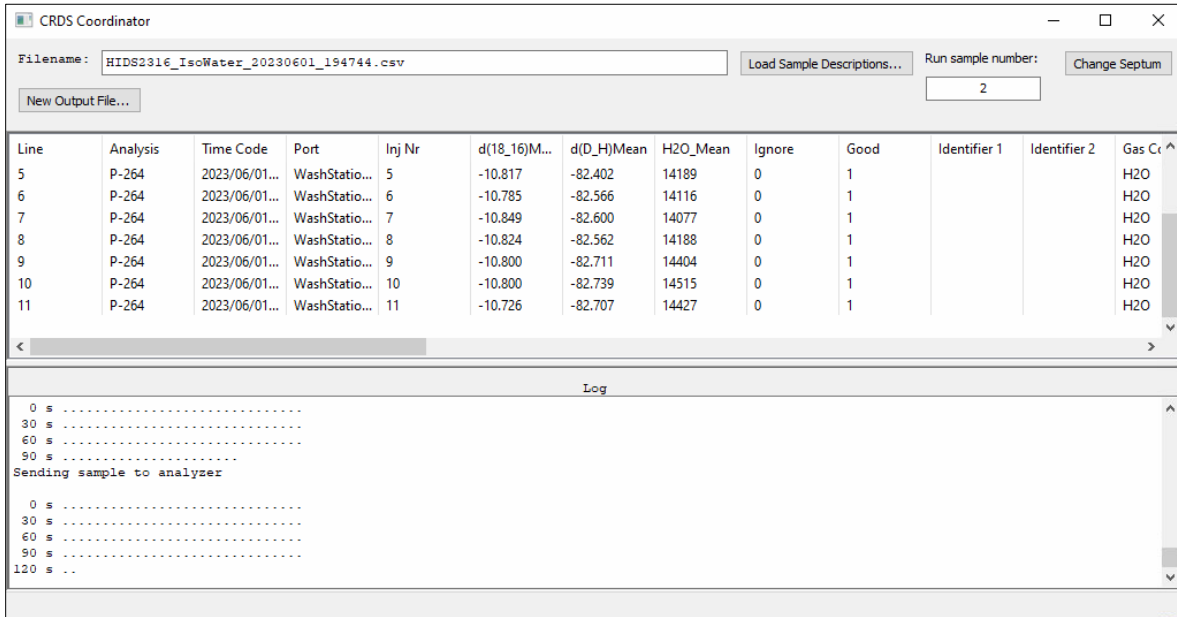 CRDS Coordinator
Filename: HIDS2316_IsoWater_20230601_194744.csv Load Sample Descriptions... Run sample number: Change Septum
2
New Output File...
Line Analysis Time Code Port Inj Nr d(18_16)M... d(D_H)Mean H2O_Mean Ignore Good Identifier 1 Identifier 2 Gas Co
5 P-264 2023/06/01... WashStatio... 5 -10.817 -82.402 14189 0 1 H2O
6 P-264 2023/06/01... WashStatio... 6 -10.785 -82.566 14116 0 1 H2O
7 P-264 2023/06/01... WashStatio... 7 -10.849 -82.600 14077 0 1 H2O
8 P-264 2023/06/01... WashStatio... 8 -10.824 -82.562 14188 0 1 H2O
9 P-264 2023/06/01... WashStatio... 9 -10.800 -82.711 14404 0 1 H2O
10 P-264 2023/06/01... WashStatio... 10 -10.800 -82.739 14515 0 1 H2O
11 P-264 2023/06/01... WashStatio... 11 -10.726 -82.707 14427 0 1 H2O
Log
0 s ..............................
30 s ..............................
60 s ..............................
90 s ......................
Sending sample to analyzer
0 s ..............................
30 s ..............................
60 s ..............................
90 s ..............................
120 s ..